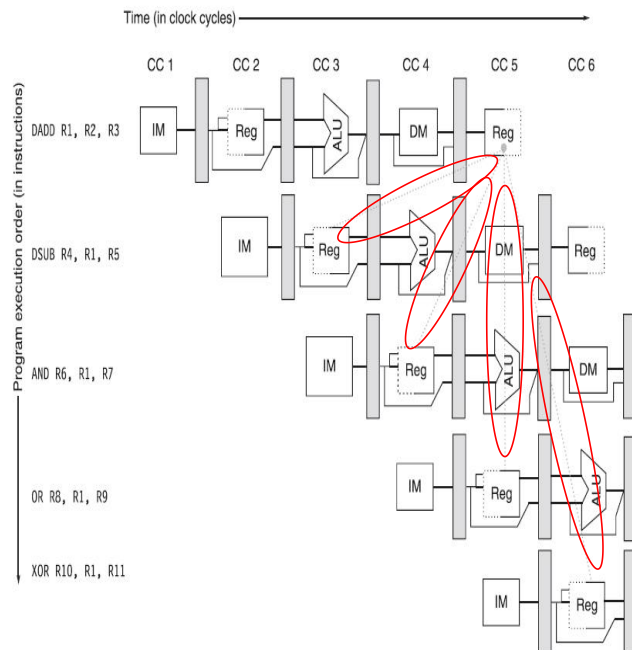 Time (in clock cycles)
CC 1 CC 2 CC 3 CC 4 CC 5 CC 6
Program execution order (in instructions)
DADD R1, R2, R3
IM Reg ALU DM Reg
DSUB R4, R1, R5
IM Reg ALU DM Reg
AND R6, R1, R7
IM Reg ALU DM
OR R8, R1, R9
IM Reg ALU
XOR R10, R1, R11
IM Reg